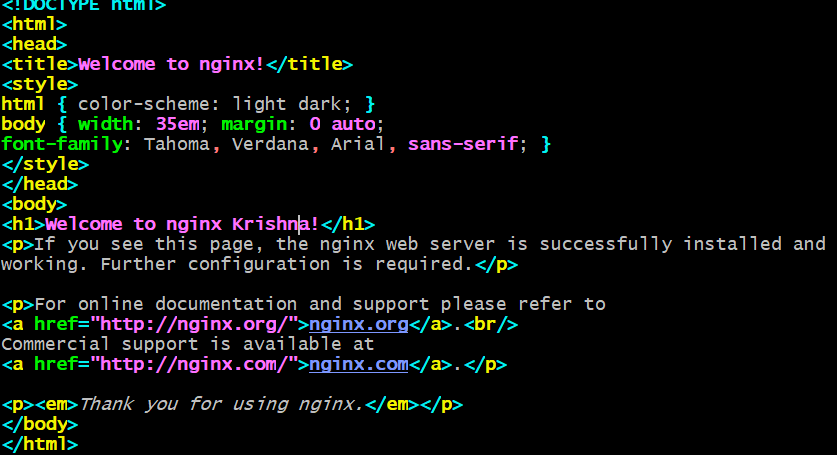 <!DOCTYPE html>
<html>
<head>
<title>Welcome to nginx!</title>
<style>
html { color-scheme: light dark; }
body { width: 35em; margin: 0 auto;
font-family: Tahoma, Verdana, Arial, sans-serif; }
</style>
</head>
<body>
<h1>Welcome to nginx Krishna!</h1>
<p>If you see this page, the nginx web server is successfully installed and
working. Further configuration is required.</p>

<p>For online documentation and support please refer to
<a href="http://nginx.org/">nginx.org</a>.<br/>
Commercial support is available at
<a href="http://nginx.com/">nginx.com</a>.</p>

<p><em>Thank you for using nginx.</em></p>
</body>
</html>